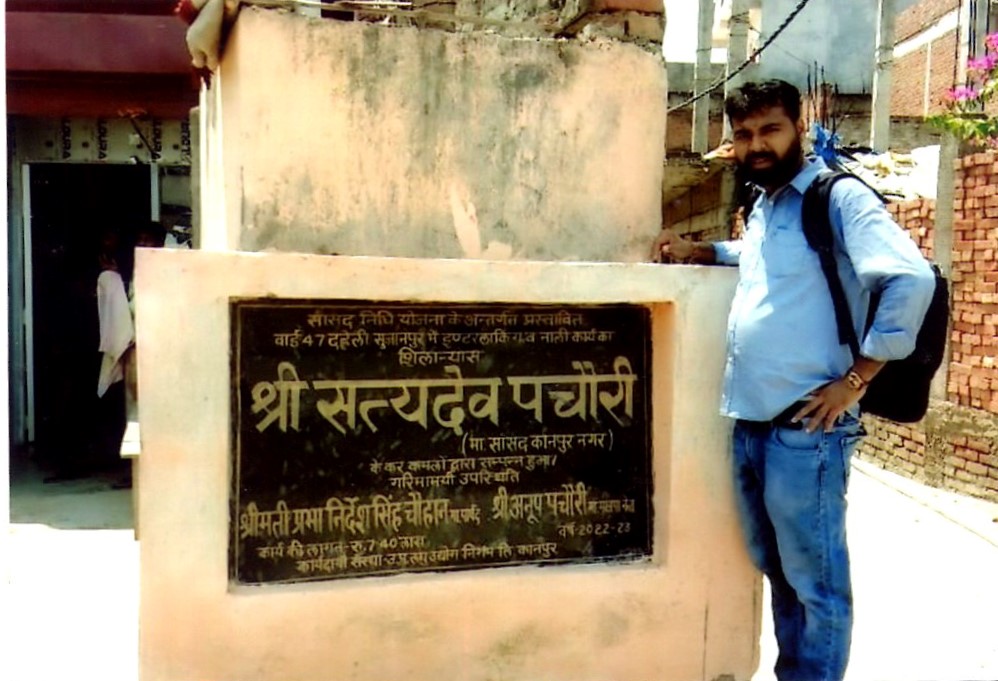 सांसद निधि योजना के अन्तर्गत प्रस्तावित
वार्ड 47 दहेली सुजानपुर में इण्टरलाकिंग व नाली कार्य का
शिलान्यास
श्री सत्यदेव पचौरी
(मा. सांसद कानपुर नगर)
के कर कमलों द्वारा सम्पन्न हुआ।
गरिमामयी उपस्थिति
श्रीमती प्रभा निर्देश सिंह चौहान श्री अनूप पचौरी
वर्ष-2022-23
कार्य की लागत-रु. 7.40 लाख
कार्यदायी संस्था-उ.प्र. लघु उद्योग निगम लि. कानपुर